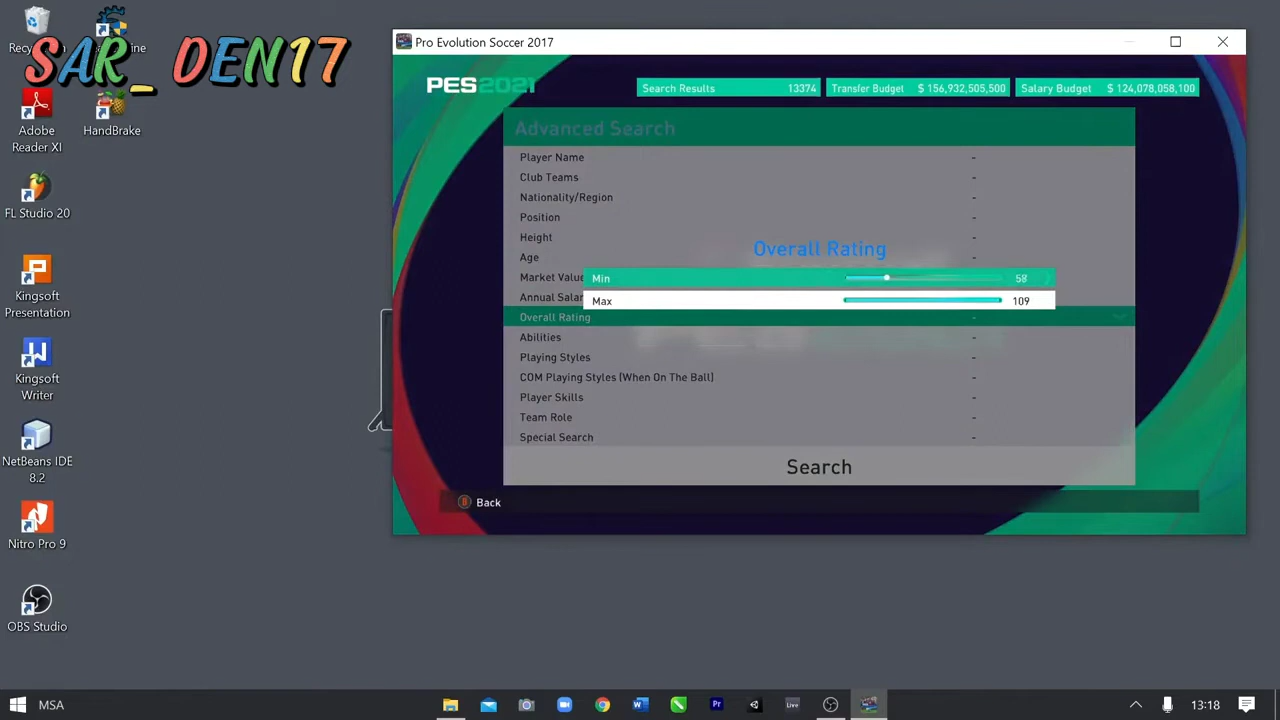 SAR_ DEN17
Adobe Reader XI
HandBrake
FL Studio 20
Kingsoft Presentation
Kingsoft Writer
NetBeans IDE 8.2
Nitro Pro 9
OBS Studio
Pro Evolution Soccer 2017
PES2021
Search Results 13374
Transfer Budget $ 156,932,505,500
Salary Budget $ 124,078,058,100
Advanced Search
Player Name -
Club Teams -
Nationality/Region -
Position -
Height -
Age -
Overall Rating
Market Value
Min 58
Annual Salar
Max 109
Overall Rating -
Abilities -
Playing Styles -
COM Playing Styles (When On The Ball) -
Player Skills -
Team Role -
Special Search -
Search
B Back
MSA
W
Pr
Live
13:18